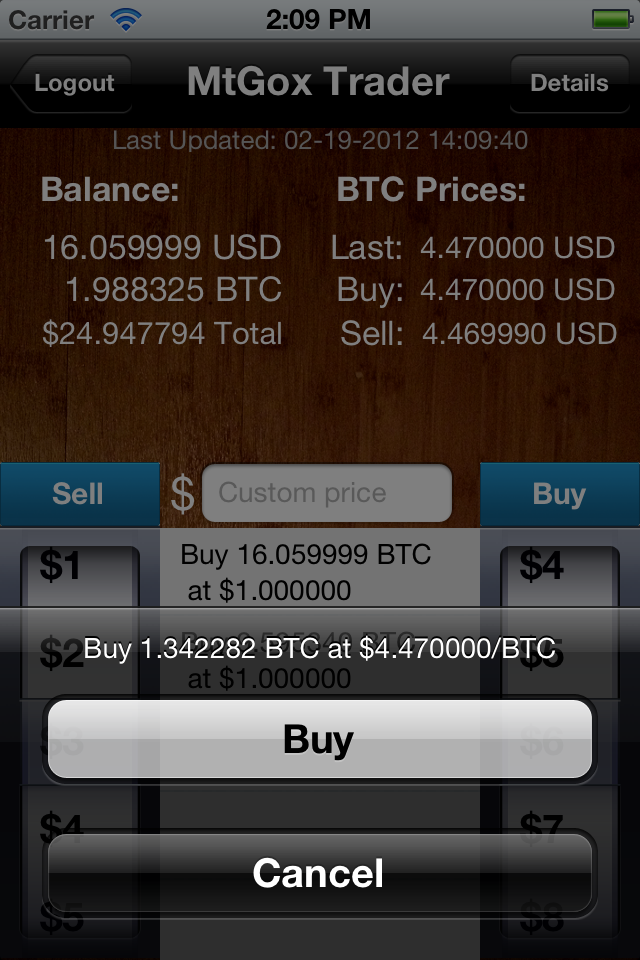 Carrier 2:09 PM
Logout MtGox Trader Details
Last Updated: 02-19-2012 14:09:40
Balance: BTC Prices:
16.059999 USD Last: 4.470000 USD
1.988325 BTC Buy: 4.470000 USD
$24.947794 Total Sell: 4.469990 USD
Sell $ Custom price Buy
$1 Buy 16.059999 BTC $4
at $1.000000
Buy 1.342282 BTC at $4.470000/BTC
$2 $5
at $1.000000
$3 Buy $6
$4 $7
Cancel
$5 $8